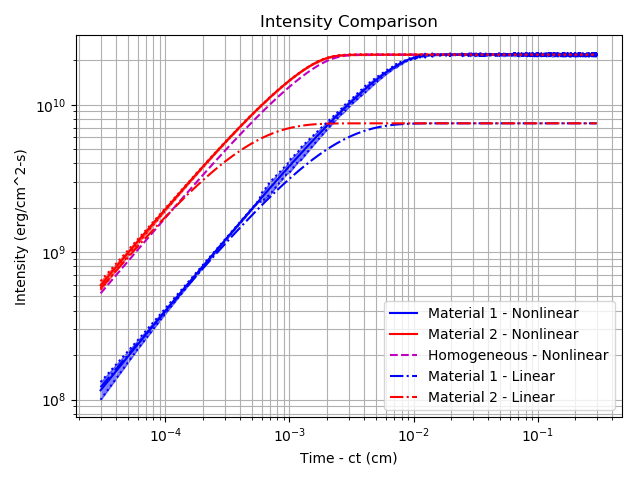 Intensity Comparison
Intensity (erg/cm^2-s)
10^10
10^9
10^8
Material 1 - Nonlinear
Material 2 - Nonlinear
Homogeneous - Nonlinear
Material 1 - Linear
Material 2 - Linear
10^−4
10^−3
10^−2
10^−1
Time - ct (cm)